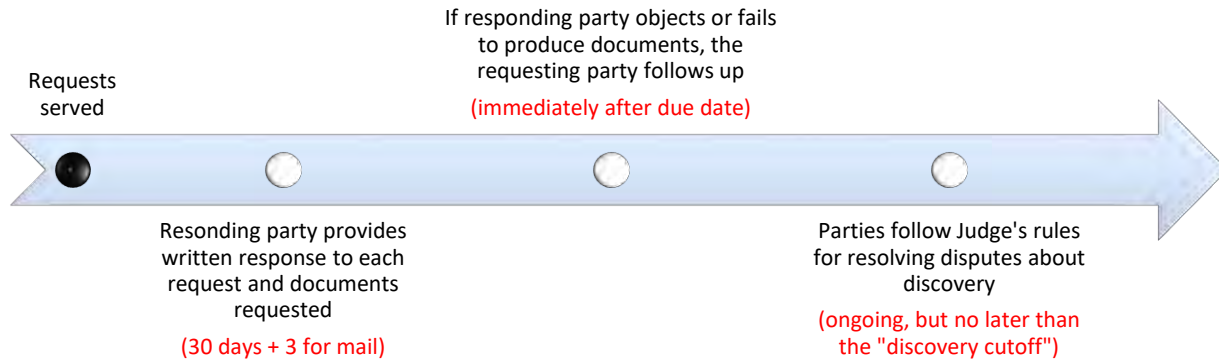 Requests
served
Resonding party provides
written response to each
request and documents
requested
(30 days + 3 for mail)
If responding party objects or fails
to produce documents, the
requesting party follows up
(immediately after due date)
Parties follow Judge's rules
for resolving disputes about
discovery
(ongoing, but no later than
the "discovery cutoff")